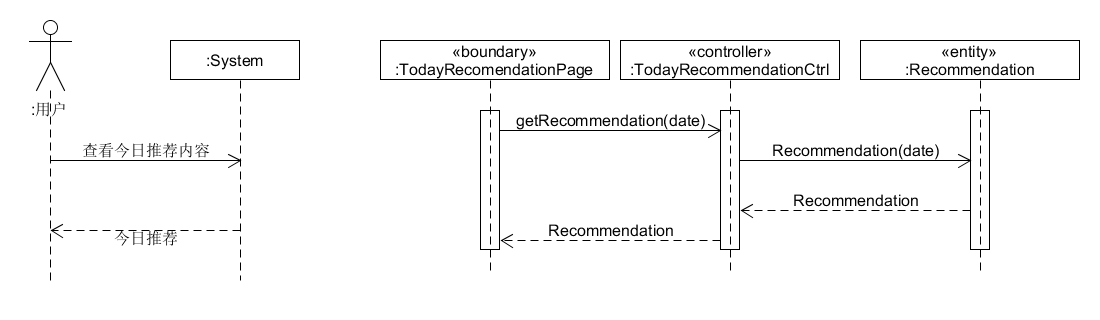 :用户
:System
查看今日推荐内容
今日推荐
«boundary»
:TodayRecomendationPage
«controller»
:TodayRecommendationCtrl
«entity»
:Recommendation
getRecommendation(date)
Recommendation(date)
Recommendation
Recommendation